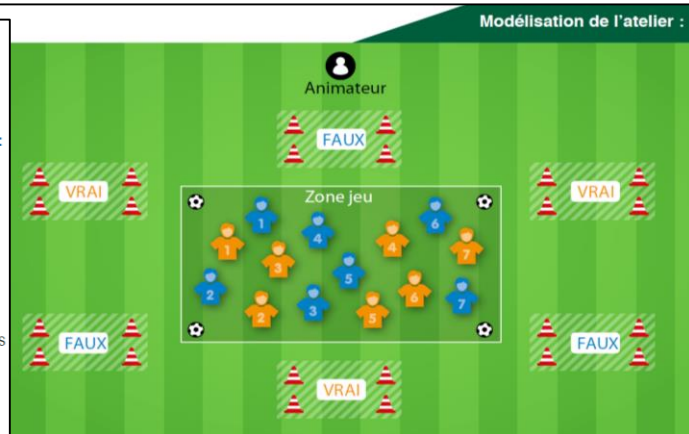 Modélisation de l'atelier :
:
Animateur
FAUX
VRAI
VRAI
Zone jeu
1
4
6
1
3
4
7
5
2
2
3
5
6
7
s
FAUX
FAUX
VRAI